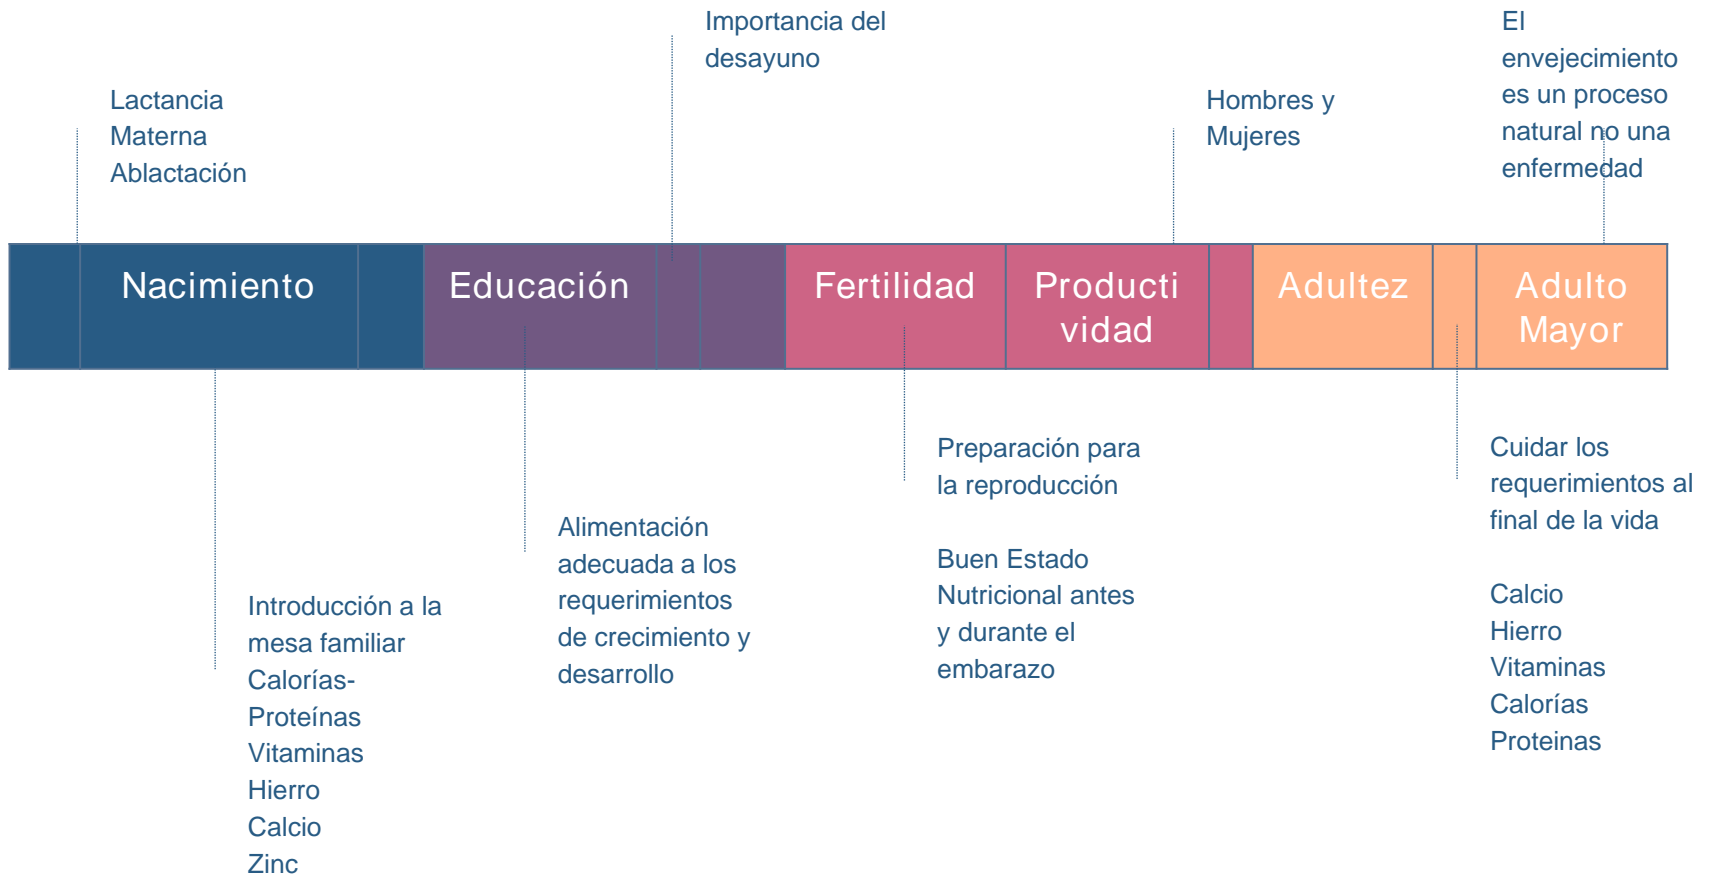 Importancia del
desayuno
El
envejecimiento
es un proceso
natural no una
enfermedad
Lactancia
Materna
Ablactación
Hombres y
Mujeres
Nacimiento
Educación
Fertilidad
Producti
vidad
Adultez
Adulto
Mayor
Introducción a la
mesa familiar
Calorías-
Proteínas
Vitaminas
Hierro
Calcio
Zinc
Alimentación
adecuada a los
requerimientos
de crecimiento y
desarrollo
Preparación para
la reproducción
Buen Estado
Nutricional antes
y durante el
embarazo
Cuidar los
requerimientos al
final de la vida
Calcio
Hierro
Vitaminas
Calorías
Proteinas